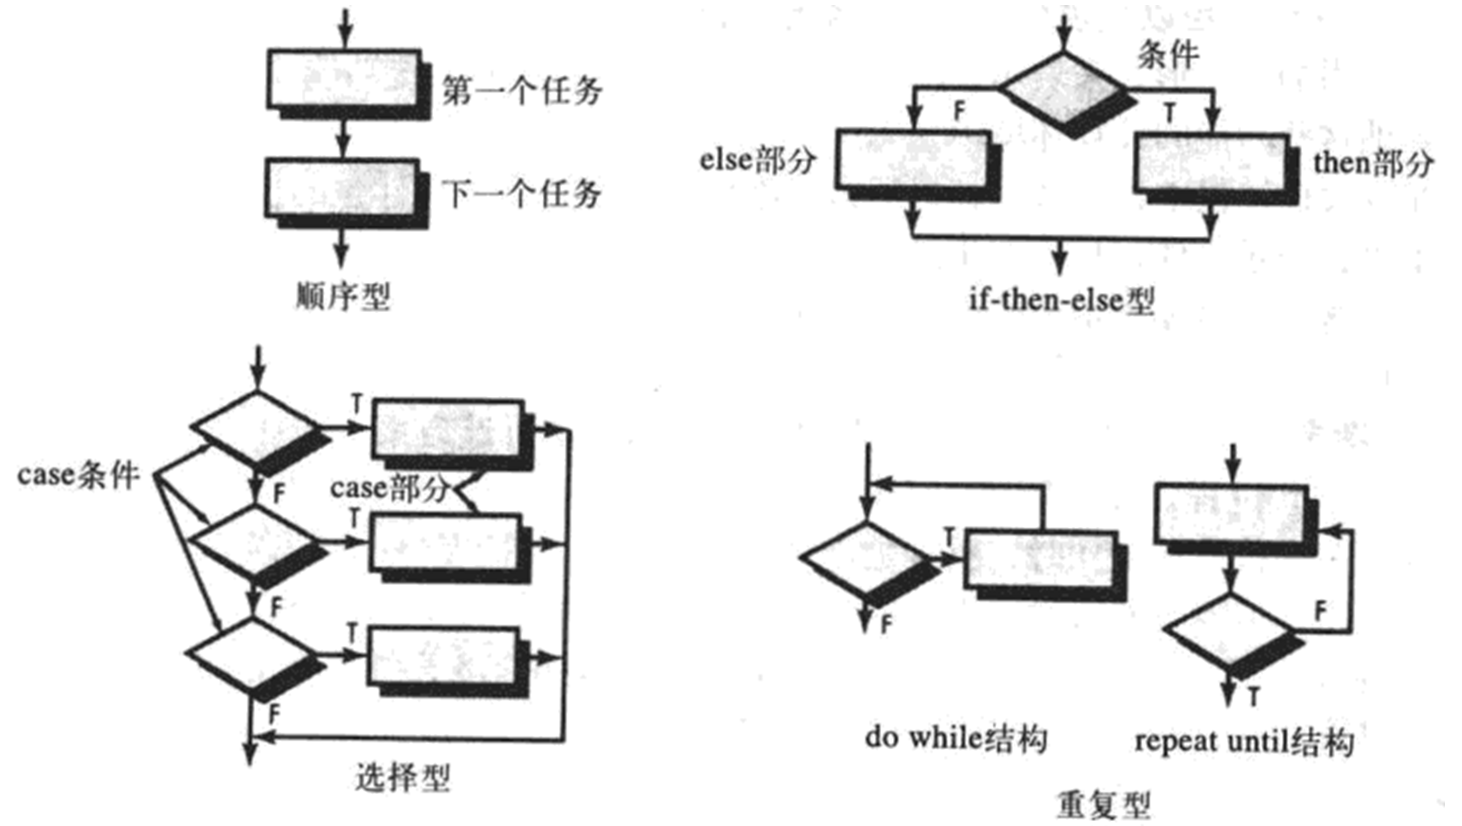 第一个任务
下一个任务
顺序型
条件
F
T
else部分
then部分
if-then-else型
T
case条件
F
case部分
T
F
T
F
选择型
T
F
F
T
do while结构
repeat until结构
重复型